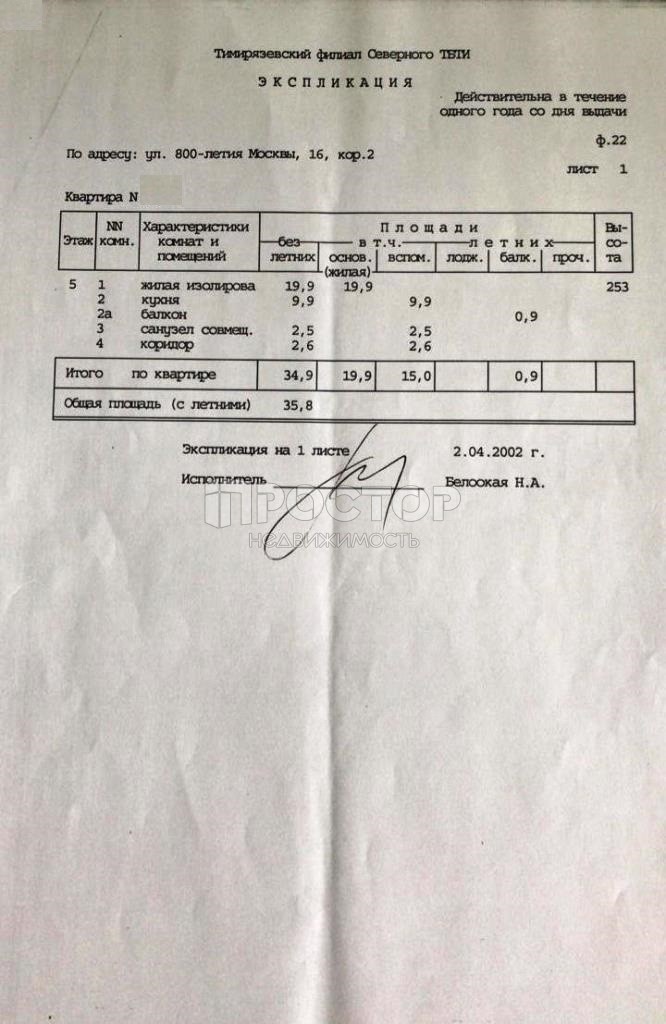 Тимирязевский филиал Северного ТБТИ
ЭКСПЛИКАЦИЯ
Действительна в течение
одного года со дня выдачи
ф.22
По адресу: ул. 800-летия Москвы, 16, кор.2
лист 1
Квартира N
Этаж NN комн. Характеристики комнат и помещений Площади Вы-со-та
без летних в т.ч. летних
основ. (жилая) вспом. лодж. балк. проч.
5 1 жилая изолирова 19,9 19,9 253
2 кухня 9,9 9,9
2а балкон 0,9
3 санузел совмещ. 2,5 2,5
4 коридор 2,6 2,6
Итого по квартире 34,9 19,9 15,0 0,9
Общая площадь (с летними) 35,8
Экспликация на 1 листе 2.04.2002 г.
Исполнитель Белоокая Н.А.
ПРОСТОР
НЕДВИЖИМОСТЬ